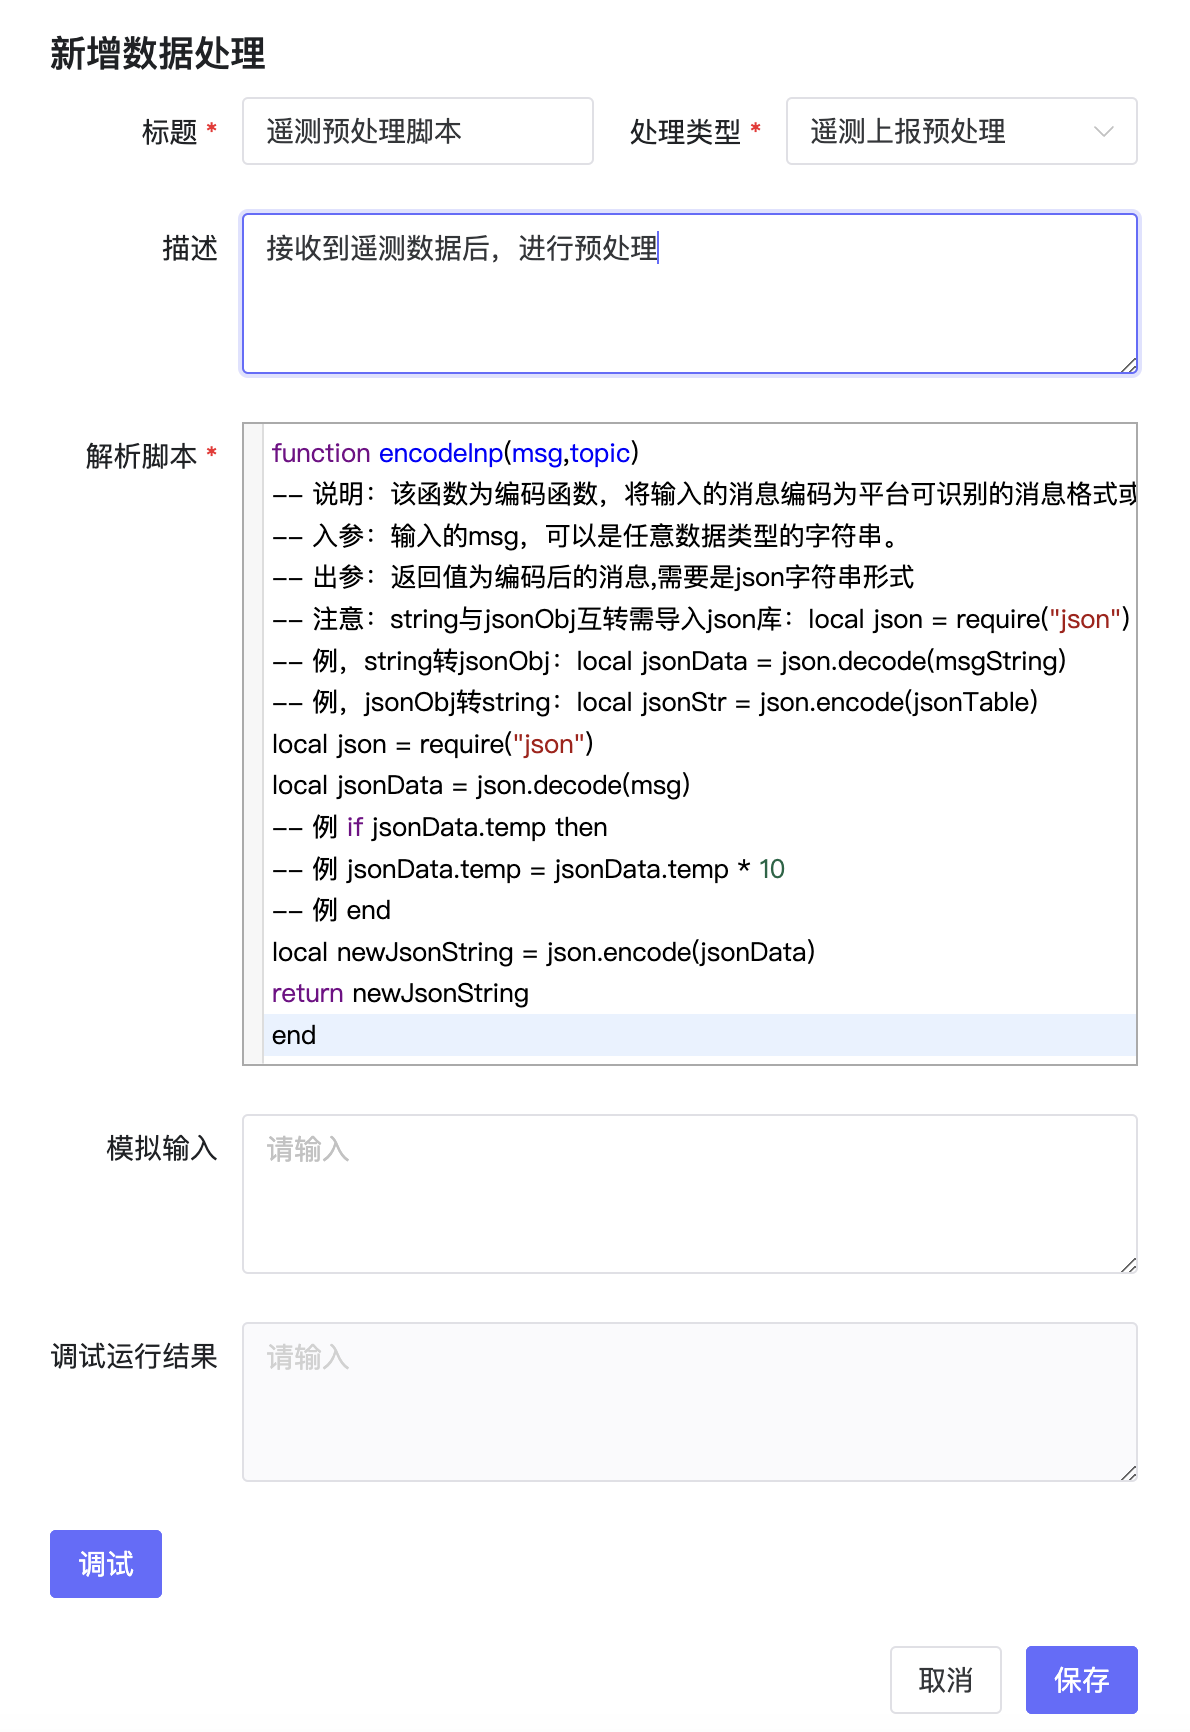 新增数据处理
标题 * 遥测预处理脚本 处理类型 * 遥测上报预处理
描述 接收到遥测数据后，进行预处理
解析脚本 * function encodeInp(msg,topic)
-- 说明：该函数为编码函数，将输入的消息编码为平台可识别的消息格式或
-- 入参：输入的msg，可以是任意数据类型的字符串。
-- 出参：返回值为编码后的消息,需要是json字符串形式
-- 注意：string与jsonObj互转需导入json库：local json = require("json")
-- 例，string转jsonObj：local jsonData = json.decode(msgString)
-- 例，jsonObj转string：local jsonStr = json.encode(jsonTable)
local json = require("json")
local jsonData = json.decode(msg)
-- 例 if jsonData.temp then
-- 例 jsonData.temp = jsonData.temp * 10
-- 例 end
local newJsonString = json.encode(jsonData)
return newJsonString
end
模拟输入 请输入
调试运行结果 请输入
调试
取消 保存